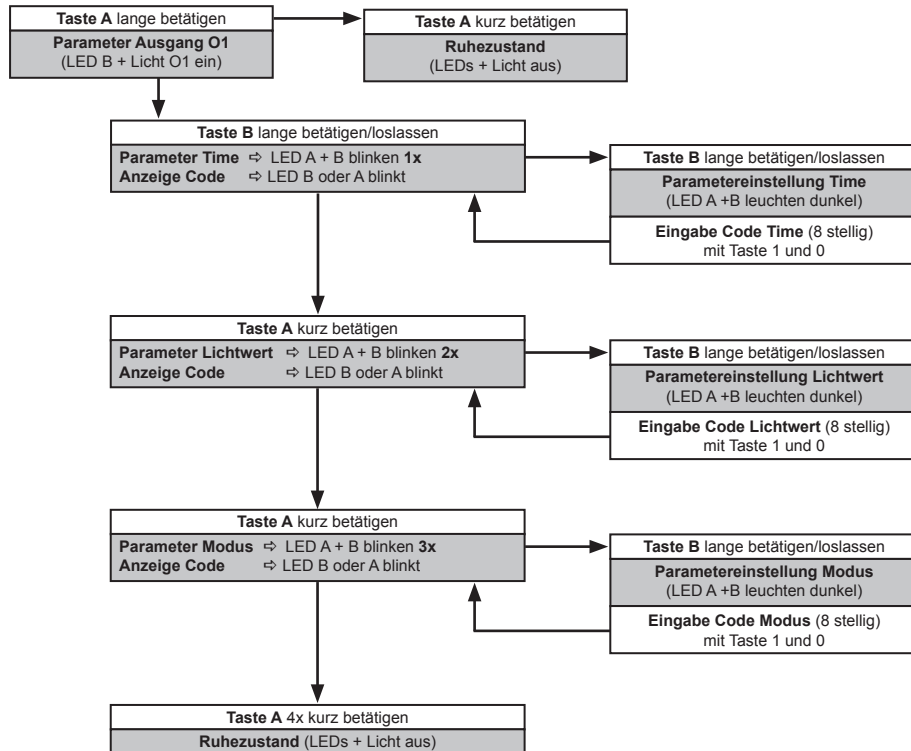 Taste A lange betätigen
Parameter Ausgang O1
(LED B + Licht O1 ein)
Taste A kurz betätigen
Ruhezustand
(LEDs + Licht aus)
Taste B lange betätigen/loslassen
Parameter Time ⇨ LED A + B blinken 1x
Anzeige Code ⇨ LED B oder A blinkt
Taste B lange betätigen/loslassen
Parametereinstellung Time
(LED A +B leuchten dunkel)
Eingabe Code Time (8 stellig)
mit Taste 1 und 0
Taste A kurz betätigen
Parameter Lichtwert ⇨ LED A + B blinken 2x
Anzeige Code ⇨ LED B oder A blinkt
Taste B lange betätigen/loslassen
Parametereinstellung Lichtwert
(LED A +B leuchten dunkel)
Eingabe Code Lichtwert (8 stellig)
mit Taste 1 und 0
Taste A kurz betätigen
Parameter Modus ⇨ LED A + B blinken 3x
Anzeige Code ⇨ LED B oder A blinkt
Taste B lange betätigen/loslassen
Parametereinstellung Modus
(LED A +B leuchten dunkel)
Eingabe Code Modus (8 stellig)
mit Taste 1 und 0
Taste A 4x kurz betätigen
Ruhezustand (LEDs + Licht aus)